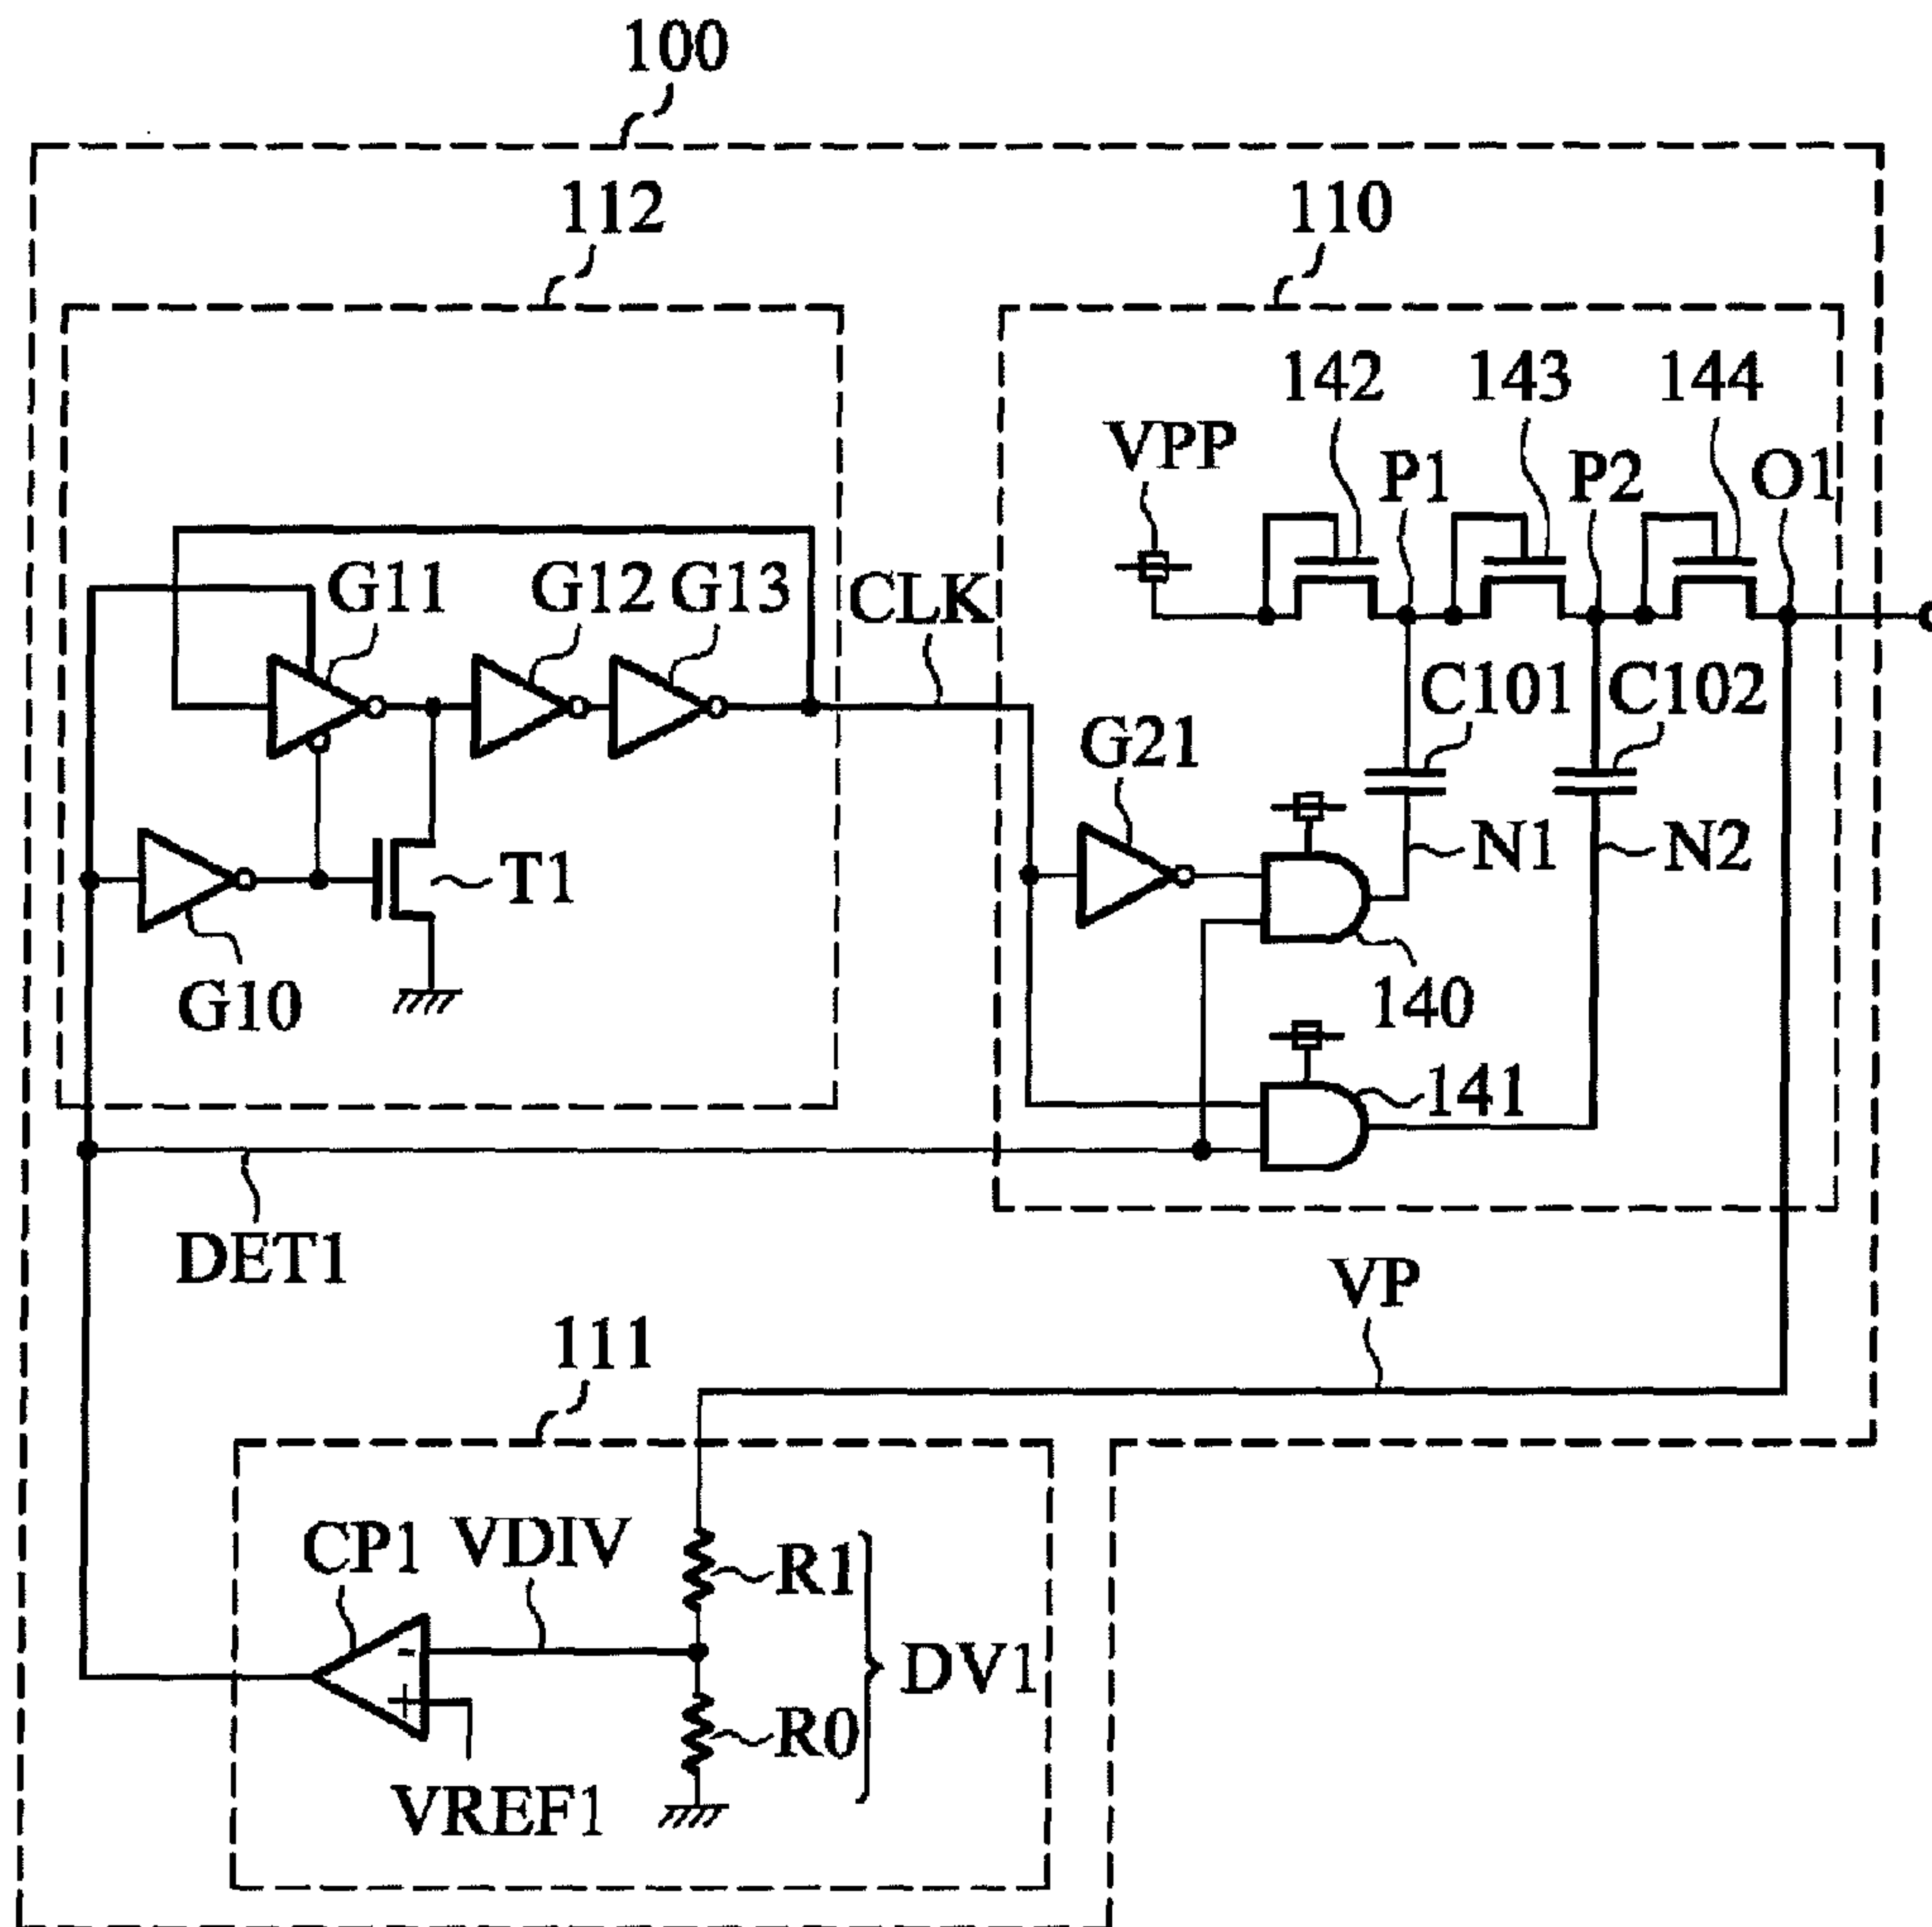 100
112
110
142
143
144
VPP
P1
P2
O1
G11
G12
G13
CLK
C101
C102
G21
N1
N2
T1
G10
140
141
DET1
VP
111
CP1
VDIV
R1
DV1
-
+
R0
VREF1